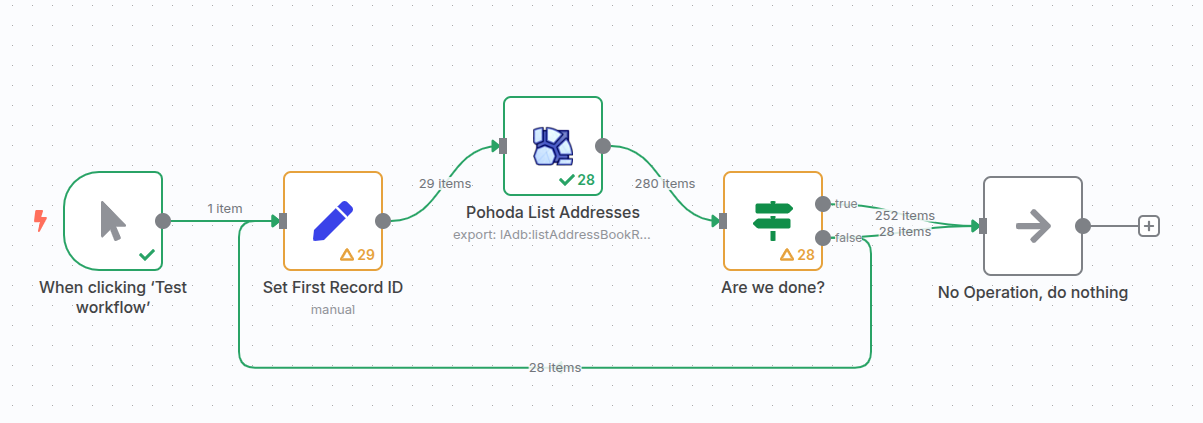 28
29 items
280 items
Pohoda List Addresses
export: lAdb:listAddressBookR...
1 item
true
252 items
28 items
false
29
28
When clicking ‘Test
workflow’
Set First Record ID
manual
Are we done?
No Operation, do nothing
28 items